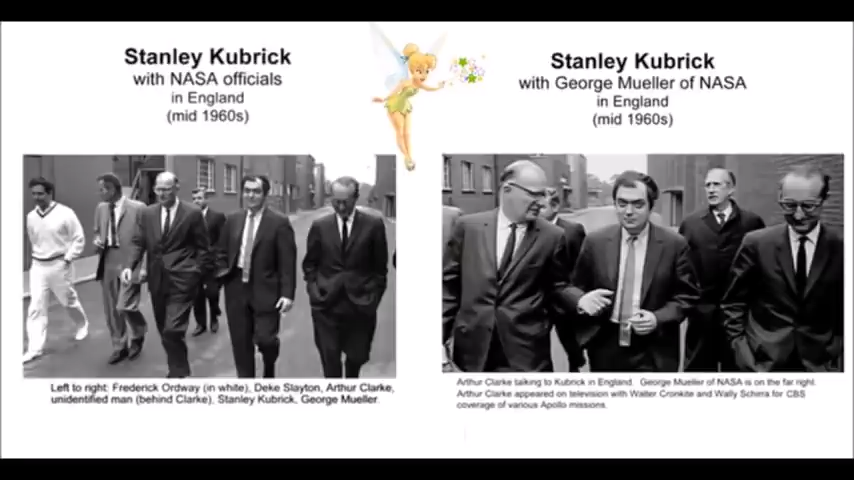 Stanley Kubrick
with NASA officials
in England
(mid 1960s)
Left to right: Frederick Ordway (in white), Deke Slayton, Arthur Clarke,
unidentified man (behind Clarke), Stanley Kubrick, George Mueller.
Stanley Kubrick
with George Mueller of NASA
in England
(mid 1960s)
Arthur Clarke talking to Kubrick in England. George Mueller of NASA is on the far right.
Arthur Clarke appeared on television with Walter Cronkite and Wally Schirra for CBS
coverage of various Apollo missions.